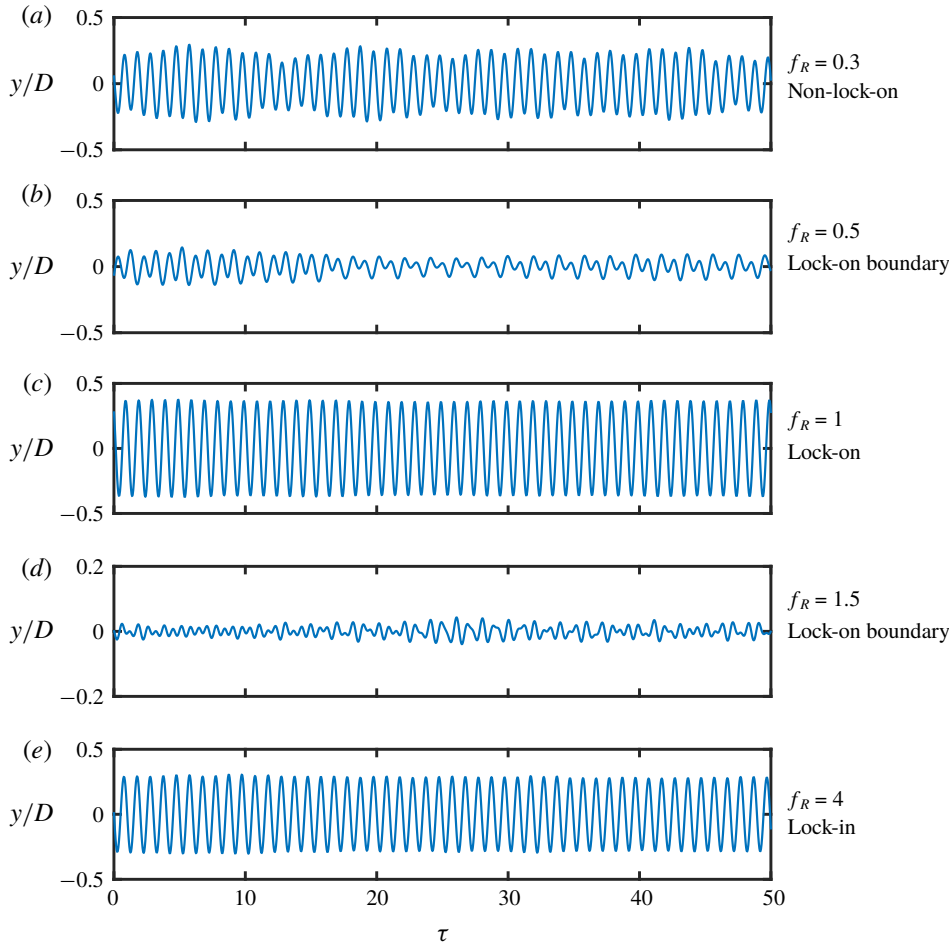 (a)
0.5
y/D
0
−0.5
f_R = 0.3
Non-lock-on
(b)
0.5
y/D
0
−0.5
f_R = 0.5
Lock-on boundary
(c)
0.5
y/D
0
−0.5
f_R = 1
Lock-on
(d)
0.2
y/D
0
−0.2
f_R = 1.5
Lock-on boundary
(e)
0.5
y/D
0
−0.5
f_R = 4
Lock-in
0 10 20 30 40 50
τ